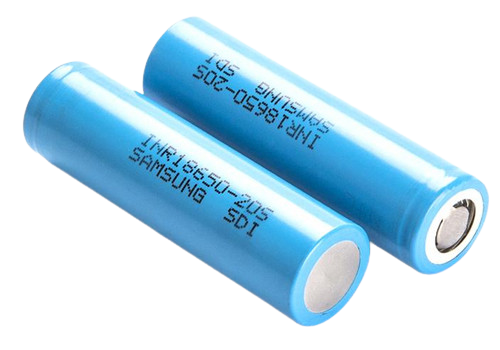 INR18650-20S
SAMSUNG SDI
INR18650-20S
SAMSUNG
SDI